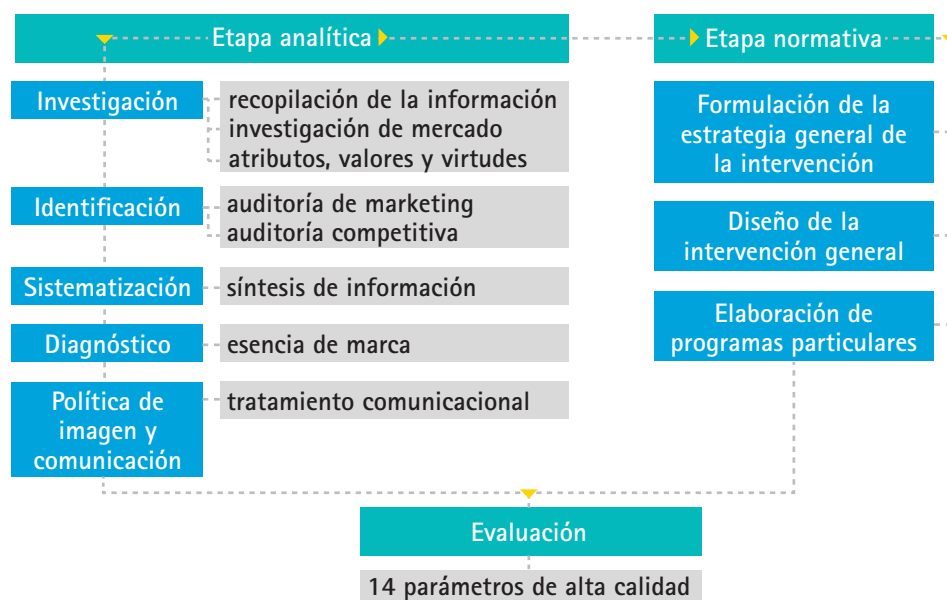 Etapa analítica
Etapa normativa
Investigación
recopilación de la información
investigación de mercado
atributos, valores y virtudes
Identificación
auditoría de marketing
auditoría competitiva
Sistematización
síntesis de información
Diagnóstico
esencia de marca
Política de
imagen y
comunicación
tratamiento comunicacional
Formulación de la
estrategia general de
la intervención
Diseño de la
intervención general
Elaboración de
programas particulares
Evaluación
14 parámetros de alta calidad